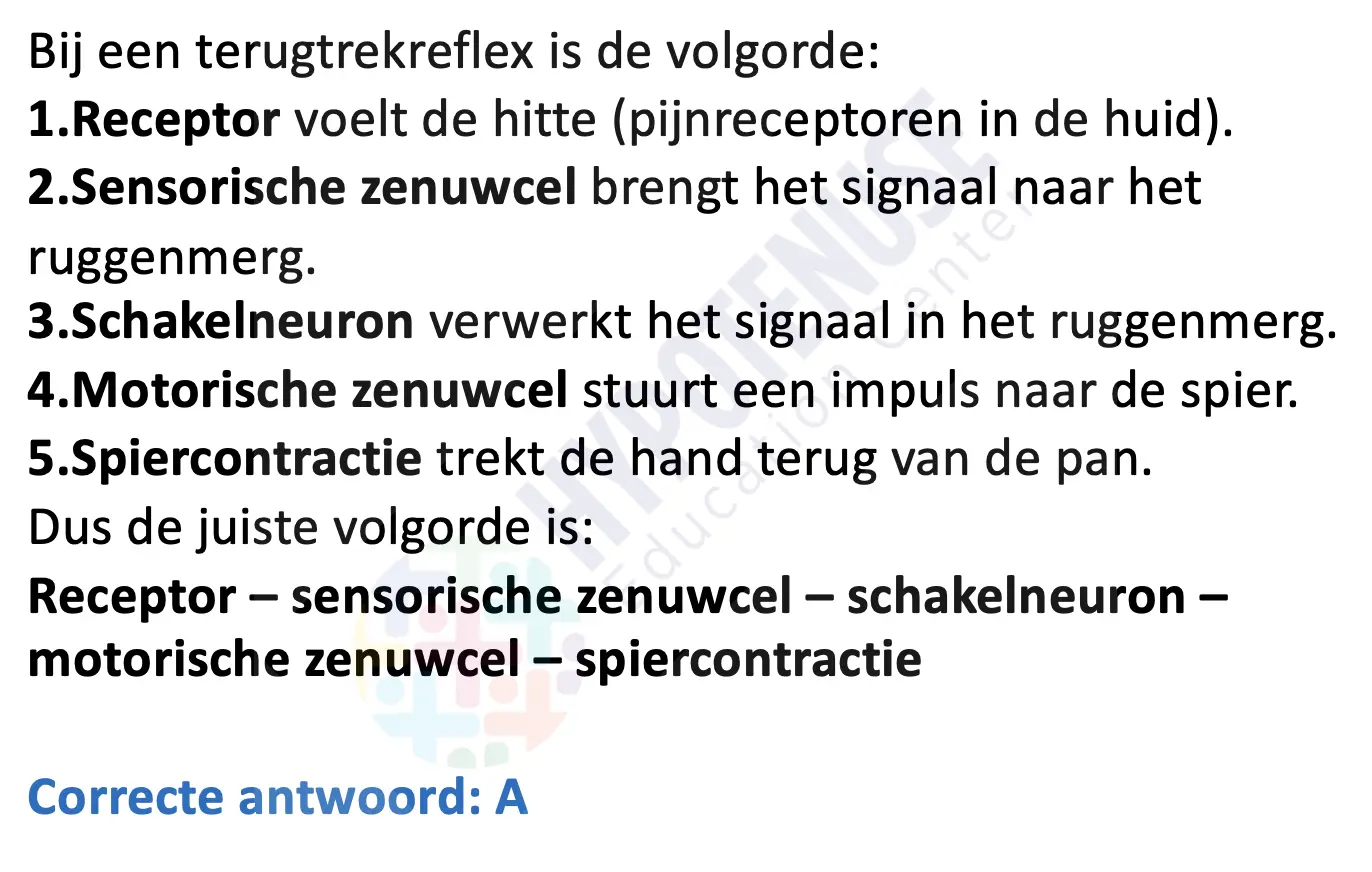 Bij een terugtrekreflex is de volgorde:
1.Receptor voelt de hitte (pijnreceptoren in de huid).
2.Sensorische zenuwcel brengt het signaal naar het
ruggenmerg.
3.Schakelneuron verwerkt het signaal in het ruggenmerg.
4.Motorische zenuwcel stuurt een impuls naar de spier.
5.Spiercontractie trekt de hand terug van de pan.
Dus de juiste volgorde is:
Receptor – sensorische zenuwcel – schakelneuron –
motorische zenuwcel – spiercontractie
Correcte antwoord: A
HYPOTENUSE
Education Center